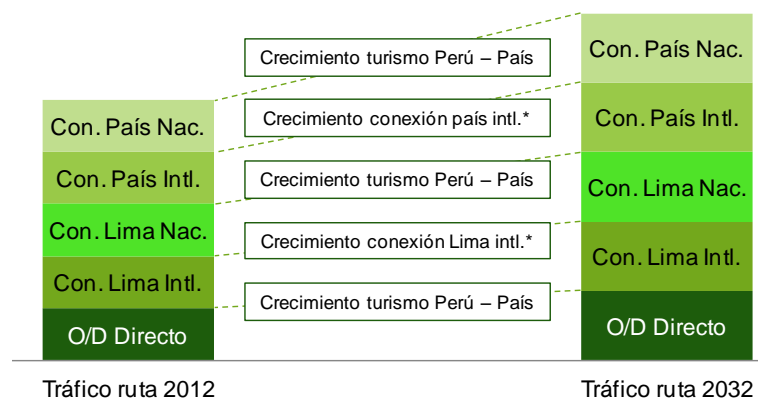 Con. País Nac.
Con. País Intl.
Con. Lima Nac.
Con. Lima Intl.
O/D Directo
Tráfico ruta 2012
Crecimiento turismo Perú – País
Crecimiento conexión país intl.*
Crecimiento turismo Perú – País
Crecimiento conexión Lima intl.*
Crecimiento turismo Perú – País
Con. País Nac.
Con. País Intl.
Con. Lima Nac.
Con. Lima Intl.
O/D Directo
Tráfico ruta 2032